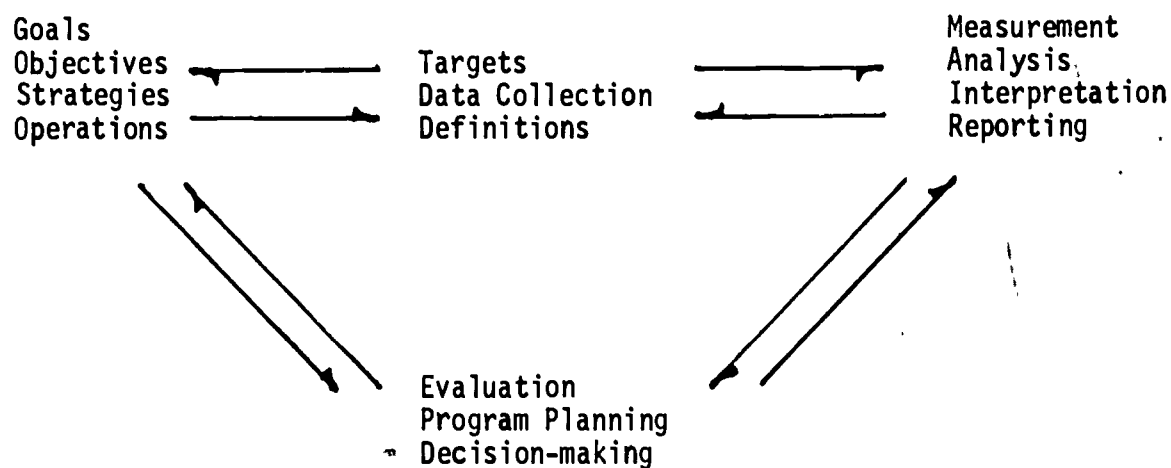 Goals
Objectives
Strategies
Operations
Targets
Data Collection
Definitions
Measurement
Analysis
Interpretation
Reporting
Evaluation
Program Planning
Decision-making